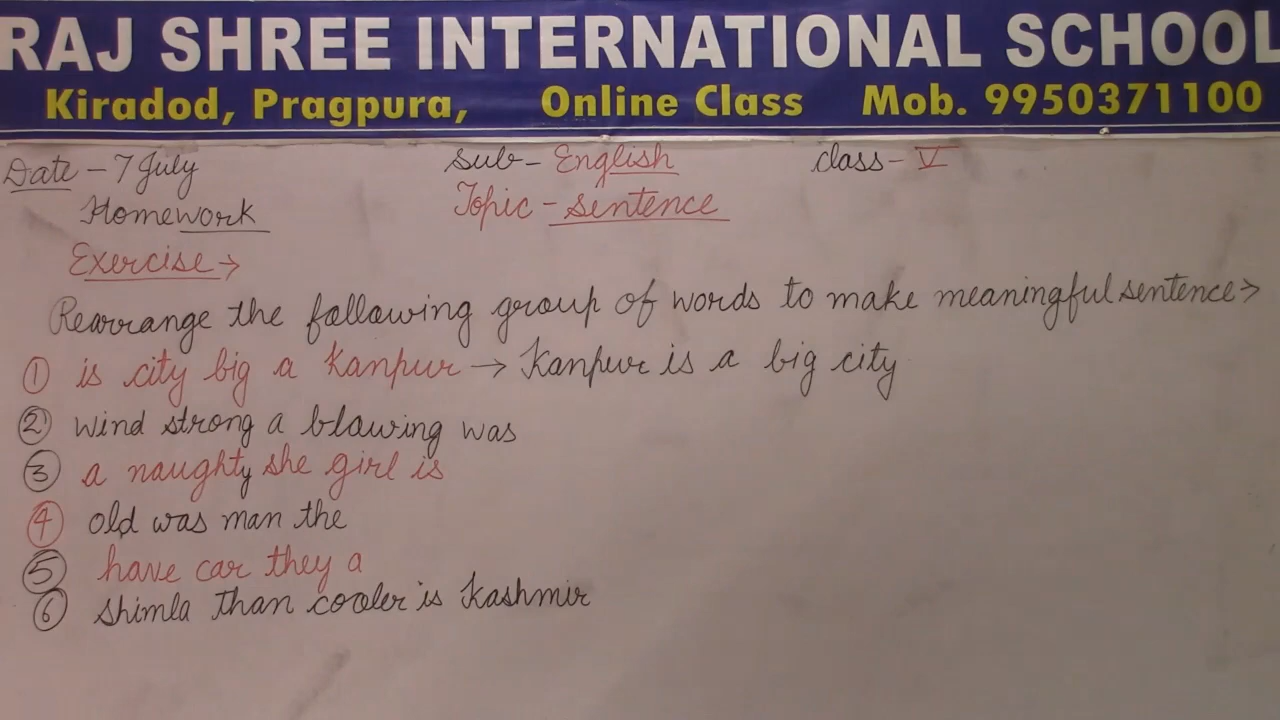 RAJ SHREE INTERNATIONAL SCHOOL
Kiradod, Pragpura, Online Class Mob. 9950371100
Date - 7 July Sub - English class - V
Homework Topic - sentence
Exercise →
Rearrange the following group of words to make meaningful sentence >
① is city big a Kanpur → Kanpur is a big city
② wind strong a blowing was
③ a naughty she girl is
④ old was man the
⑤ have car they a
⑥ shimla than cooler is Kashmir